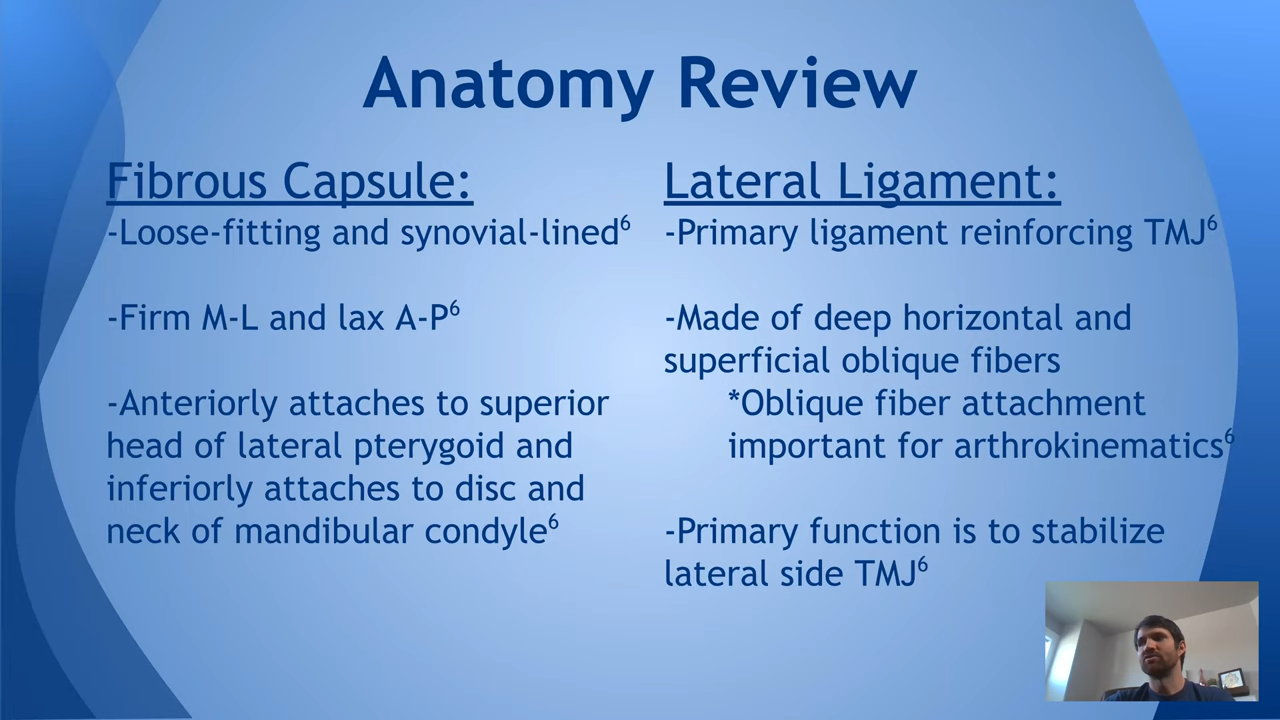 Anatomy Review
Fibrous Capsule:
-Loose-fitting and synovial-lined⁶
-Firm M-L and lax A-P⁶
-Anteriorly attaches to superior
head of lateral pterygoid and
inferiorly attaches to disc and
neck of mandibular condyle⁶
Lateral Ligament:
-Primary ligament reinforcing TMJ⁶
-Made of deep horizontal and
superficial oblique fibers
*Oblique fiber attachment
important for arthrokinematics⁶
-Primary function is to stabilize
lateral side TMJ⁶